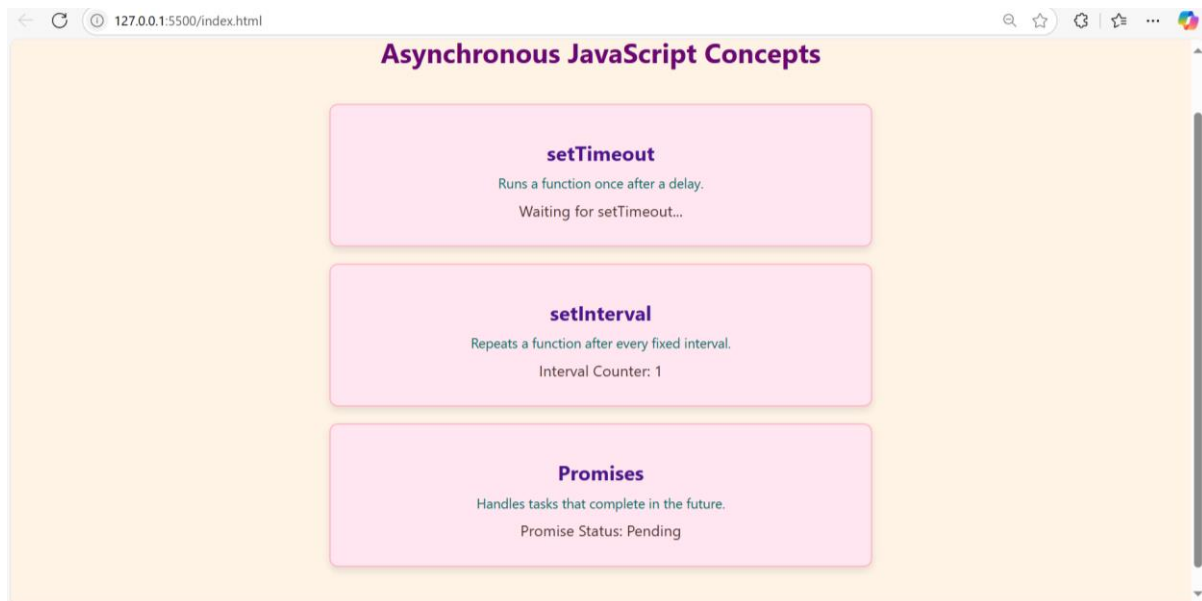 127.0.0.1:5500/index.html
Asynchronous JavaScript Concepts
setTimeout
Runs a function once after a delay.
Waiting for setTimeout...
setInterval
Repeats a function after every fixed interval.
Interval Counter: 1
Promises
Handles tasks that complete in the future.
Promise Status: Pending